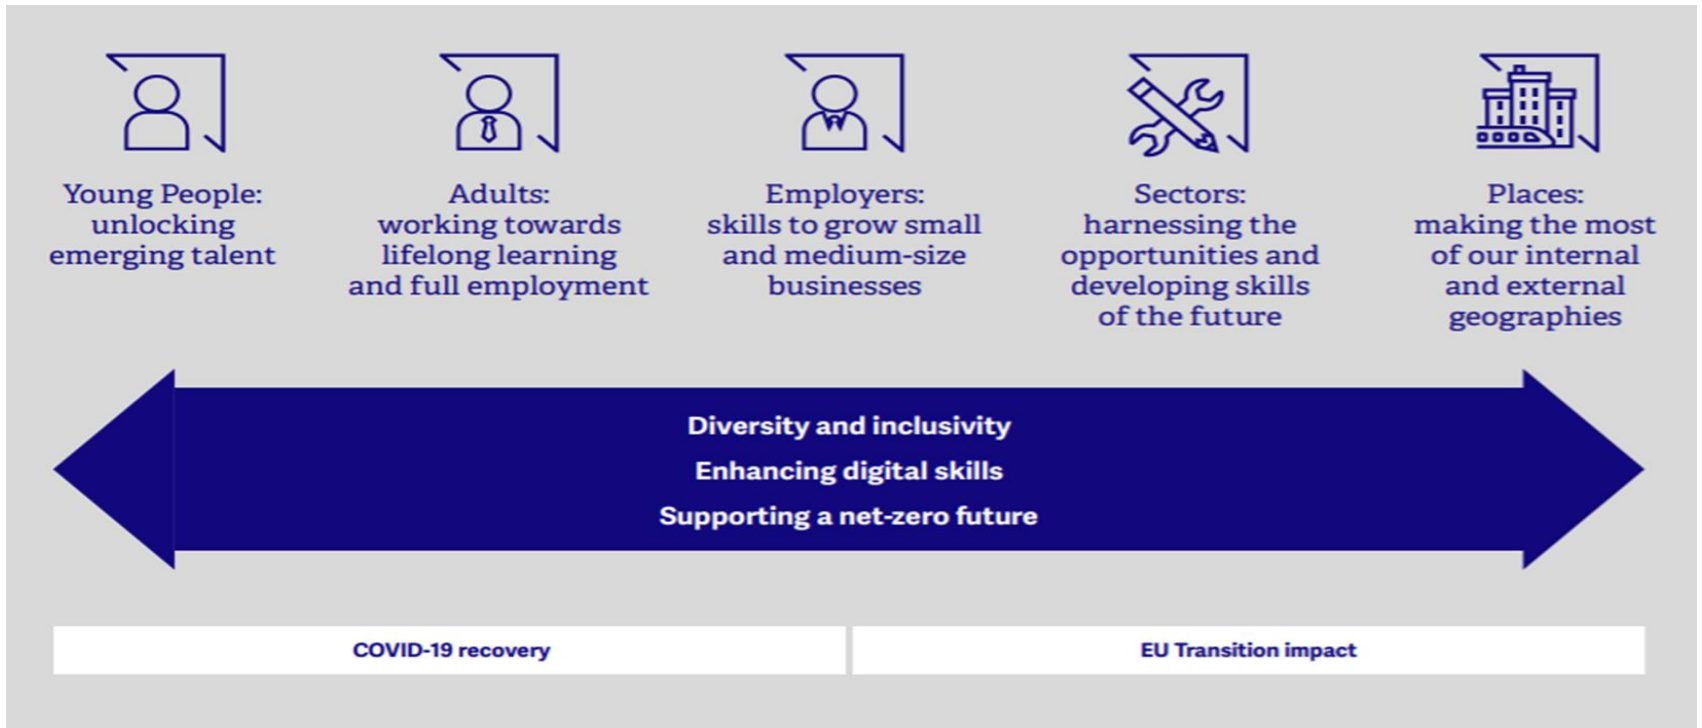 Young People:
unlocking
emerging talent
Adults:
working towards
lifelong learning
and full employment
Employers:
skills to grow small
and medium-size
businesses
Sectors:
harnessing the
opportunities and
developing skills
of the future
Places:
making the most
of our internal
and external
geographies
Diversity and inclusivity
Enhancing digital skills
Supporting a net-zero future
COVID-19 recovery
EU Transition impact